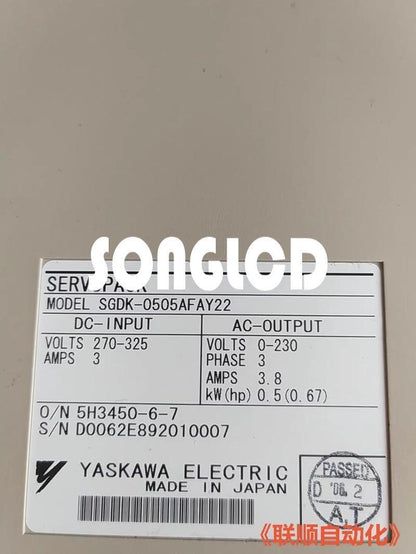 SONGLCD
SERVOPACK
MODEL SGDK-0505AFAY22
DC-INPUT
VOLTS 270-325
AMPS 3
AC-OUTPUT
VOLTS 0-230
PHASE 3
AMPS 3.8
kW(hp) 0.5(0.67)
O/N 5H3450-6-7
S/N D0062E892010007
YASKAWA ELECTRIC
MADE IN JAPAN
PASSED
D '06. 2
A.T
《联顺自动化》